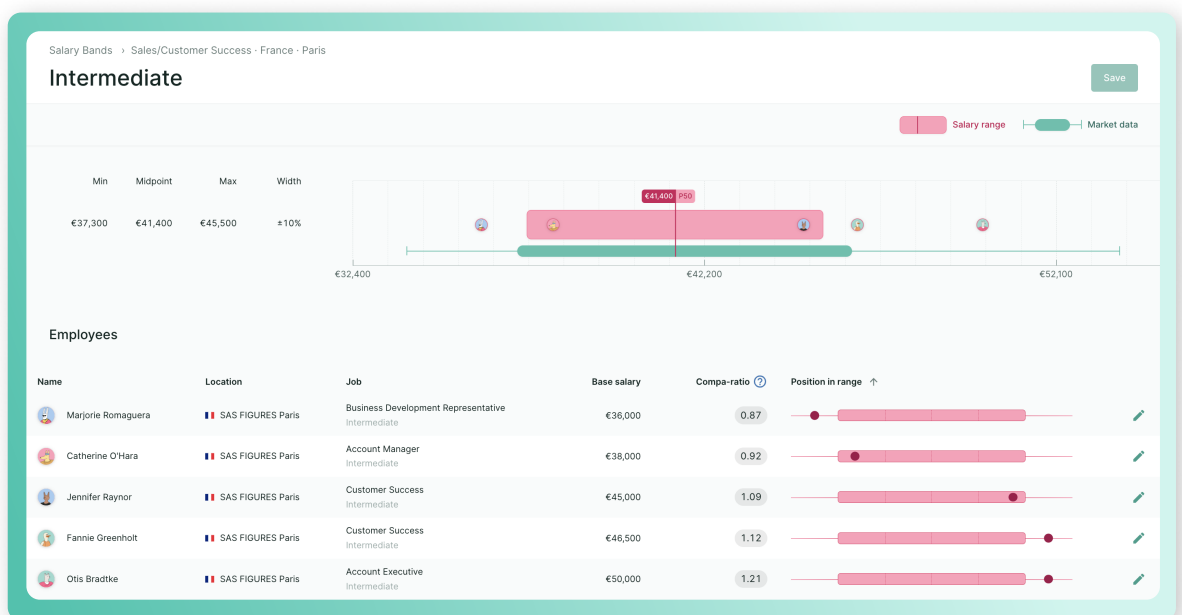 Salary Bands › Sales/Customer Success · France · Paris
Intermediate
Save
Salary range
Market data
Min Midpoint Max Width
€37,300 €41,400 €45,500 ±10%
€41,400 P50
€32,400 €42,200 €52,100
Employees
Name Location Job Base salary Compa-ratio ? Position in range ↑
Marjorie Romaguera SAS FIGURES Paris Business Development Representative €36,000 0.87
Intermediate
Catherine O'Hara SAS FIGURES Paris Account Manager €38,000 0.92
Intermediate
Jennifer Raynor SAS FIGURES Paris Customer Success €45,000 1.09
Intermediate
Fannie Greenholt SAS FIGURES Paris Customer Success €46,500 1.12
Intermediate
Otis Bradtke SAS FIGURES Paris Account Executive €50,000 1.21
Intermediate